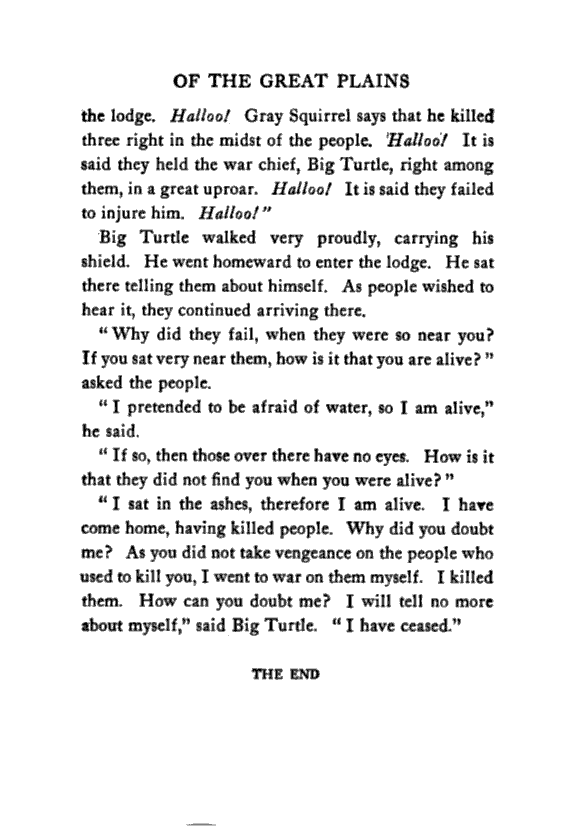 OF THE GREAT PLAINS
the lodge. Halloo! Gray Squirrel says that he killed
three right in the midst of the people. 'Halloo! It is
said they held the war chief, Big Turtle, right among
them, in a great uproar. Halloo! It is said they failed
to injure him. Halloo!"
Big Turtle walked very proudly, carrying his
shield. He went homeward to enter the lodge. He sat
there telling them about himself. As people wished to
hear it, they continued arriving there.
"Why did they fail, when they were so near you?
If you sat very near them, how is it that you are alive?"
asked the people.
"I pretended to be afraid of water, so I am alive,"
he said.
"If so, then those over there have no eyes. How is it
that they did not find you when you were alive?"
"I sat in the ashes, therefore I am alive. I have
come home, having killed people. Why did you doubt
me? As you did not take vengeance on the people who
used to kill you, I went to war on them myself. I killed
them. How can you doubt me? I will tell no more
about myself," said Big Turtle. "I have ceased."
THE END